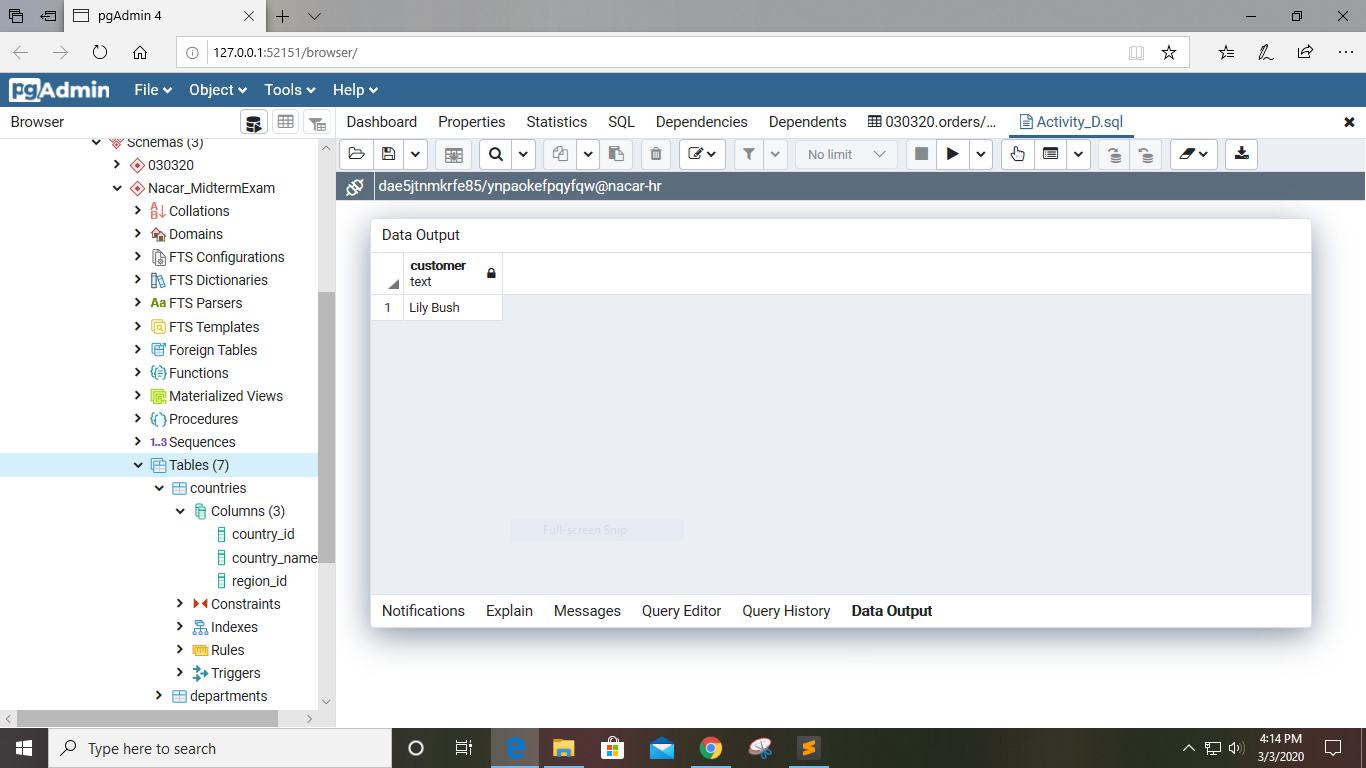 pgAdmin 4
127.0.0.1:52151/browser/
pgAdmin File Object Tools Help
Browser
Dashboard Properties Statistics SQL Dependencies Dependents 030320.orders/... Activity_D.sql
No limit
dae5jtnmkrfe85/ynpaokefpqyfqw@nacar-hr
Schemas (3)
030320
Nacar_MidtermExam
Collations
Domains
FTS Configurations
FTS Dictionaries
Aa FTS Parsers
FTS Templates
Foreign Tables
Functions
Materialized Views
Procedures
1..3 Sequences
Tables (7)
countries
Columns (3)
country_id
country_name
region_id
Constraints
Indexes
Rules
Triggers
departments
Data Output
customer
text
1 Lily Bush
Full-screen Snip
Notifications Explain Messages Query Editor Query History Data Output
Type here to search
4:14 PM
3/3/2020